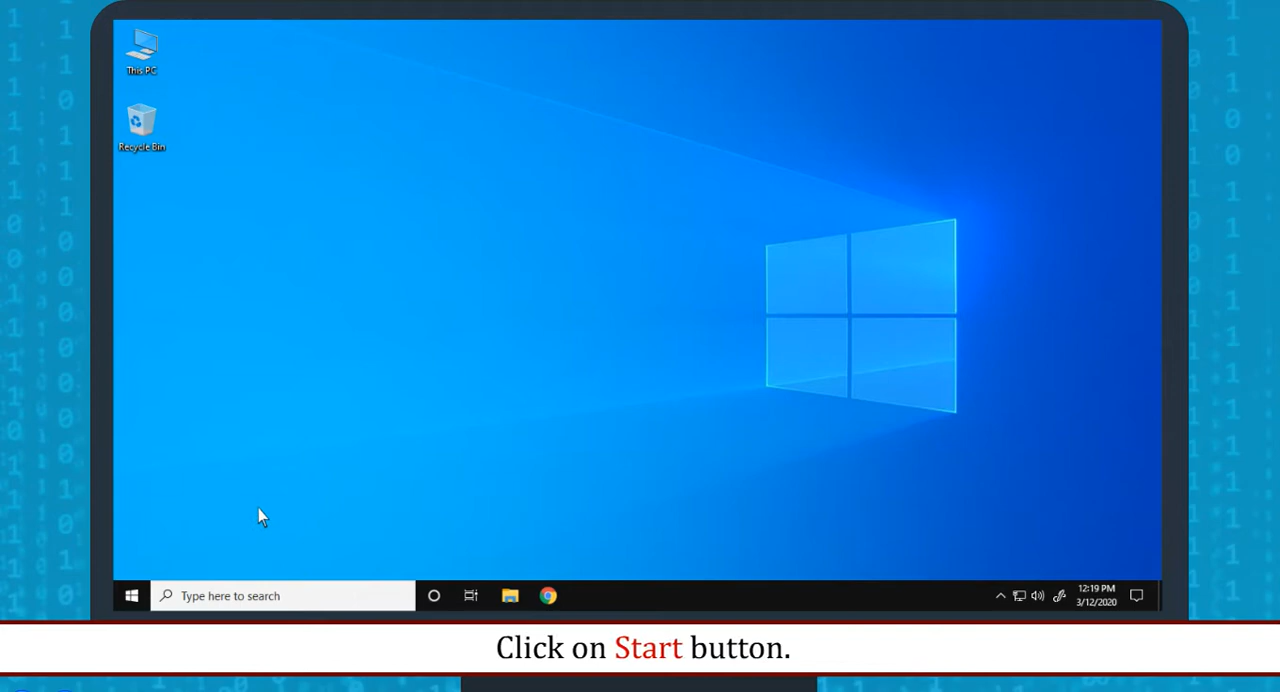 This PC
Recycle Bin
Type here to search
12:19 PM
3/12/2020
Click on Start button.